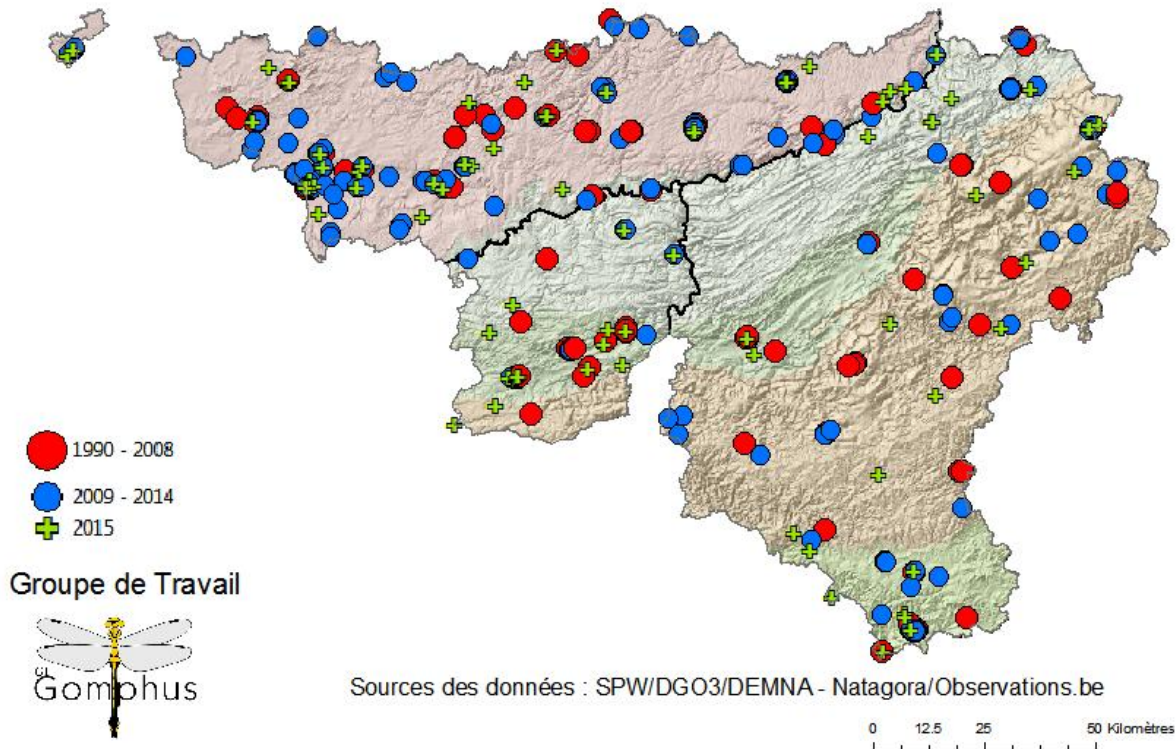 1990 - 2008
2009 - 2014
2015
Groupe de Travail
GT
Gomphus
Sources des données : SPW/DGO3/DEMNA - Natagora/Observations.be
0 12.5 25 50 Kilomètres